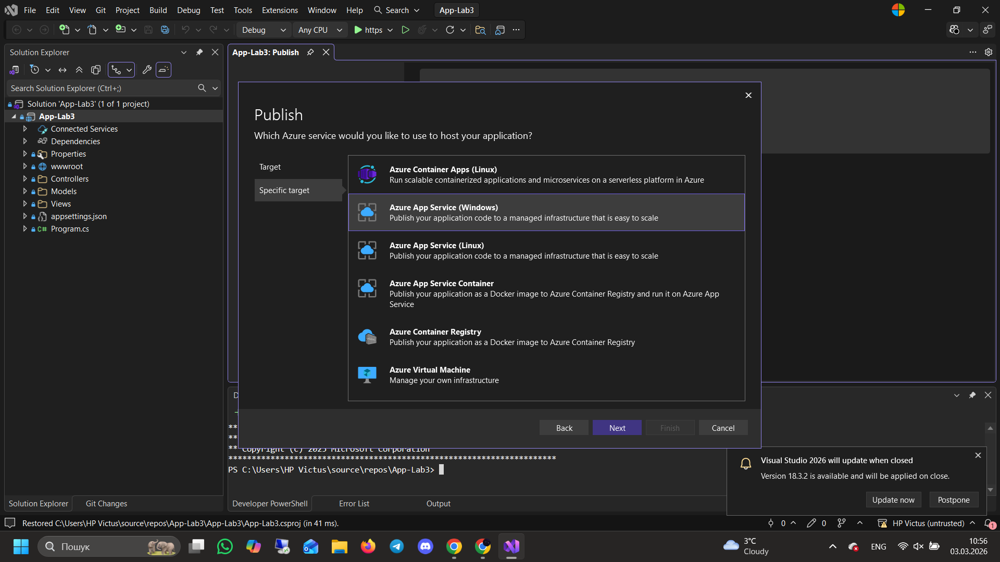 File Edit View Git Project Build Debug Test Tools Extensions Window Help Search App-Lab3
Debug Any CPU https
Solution Explorer
Search Solution Explorer (Ctrl+;)
Solution 'App-Lab3' (1 of 1 project)
App-Lab3
Connected Services
Dependencies
Properties
wwwroot
Controllers
Models
Views
appsettings.json
C# Program.cs
Solution Explorer Git Changes
App-Lab3: Publish
Publish
Which Azure service would you like to use to host your application?
Target
Specific target
Azure Container Apps (Linux)
Run scalable containerized applications and microservices on a serverless platform in Azure
Azure App Service (Windows)
Publish your application code to a managed infrastructure that is easy to scale
Azure App Service (Linux)
Publish your application code to a managed infrastructure that is easy to scale
Azure App Service Container
Publish your application as a Docker image to Azure Container Registry and run it on Azure App
Service
Azure Container Registry
Publish your application as a Docker image to Azure Container Registry
Azure Virtual Machine
Manage your own infrastructure
Back Next Finish Cancel
D
**
**
** Copyright (c) 2025 Microsoft Corporation
**********************************************************************
PS C:\Users\HP Victus\source\repos\App-Lab3>
Developer PowerShell Error List Output
Visual Studio 2026 will update when closed
Version 18.3.2 is available and will be applied on close.
Update now Postpone
Restored C:\Users\HP Victus\source\repos\App-Lab3\App-Lab3\App-Lab3.csproj (in 41 ms). 0 0 HP Victus (untrusted) 1
Пошук
3°C
Cloudy
ENG
10:56
03.03.2026